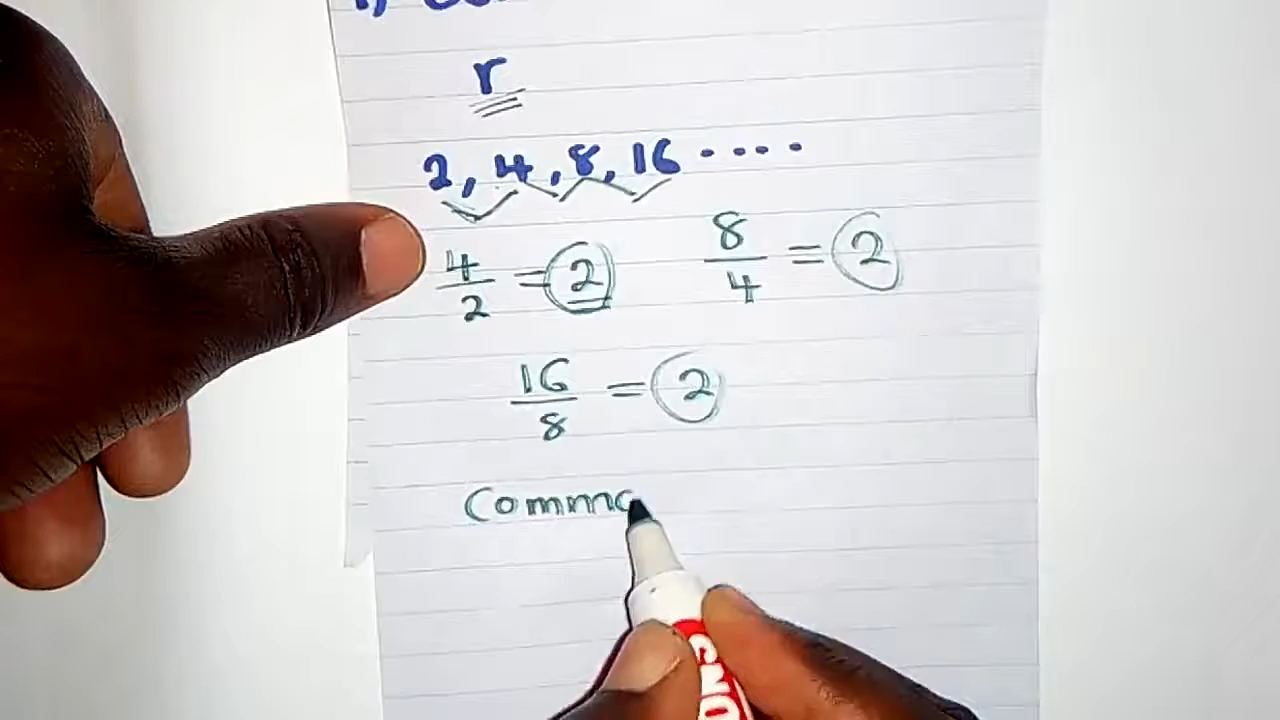 r
2, 4, 8, 16 ....
4/2 = 2 8/4 = 2
16/8 = 2
Commo